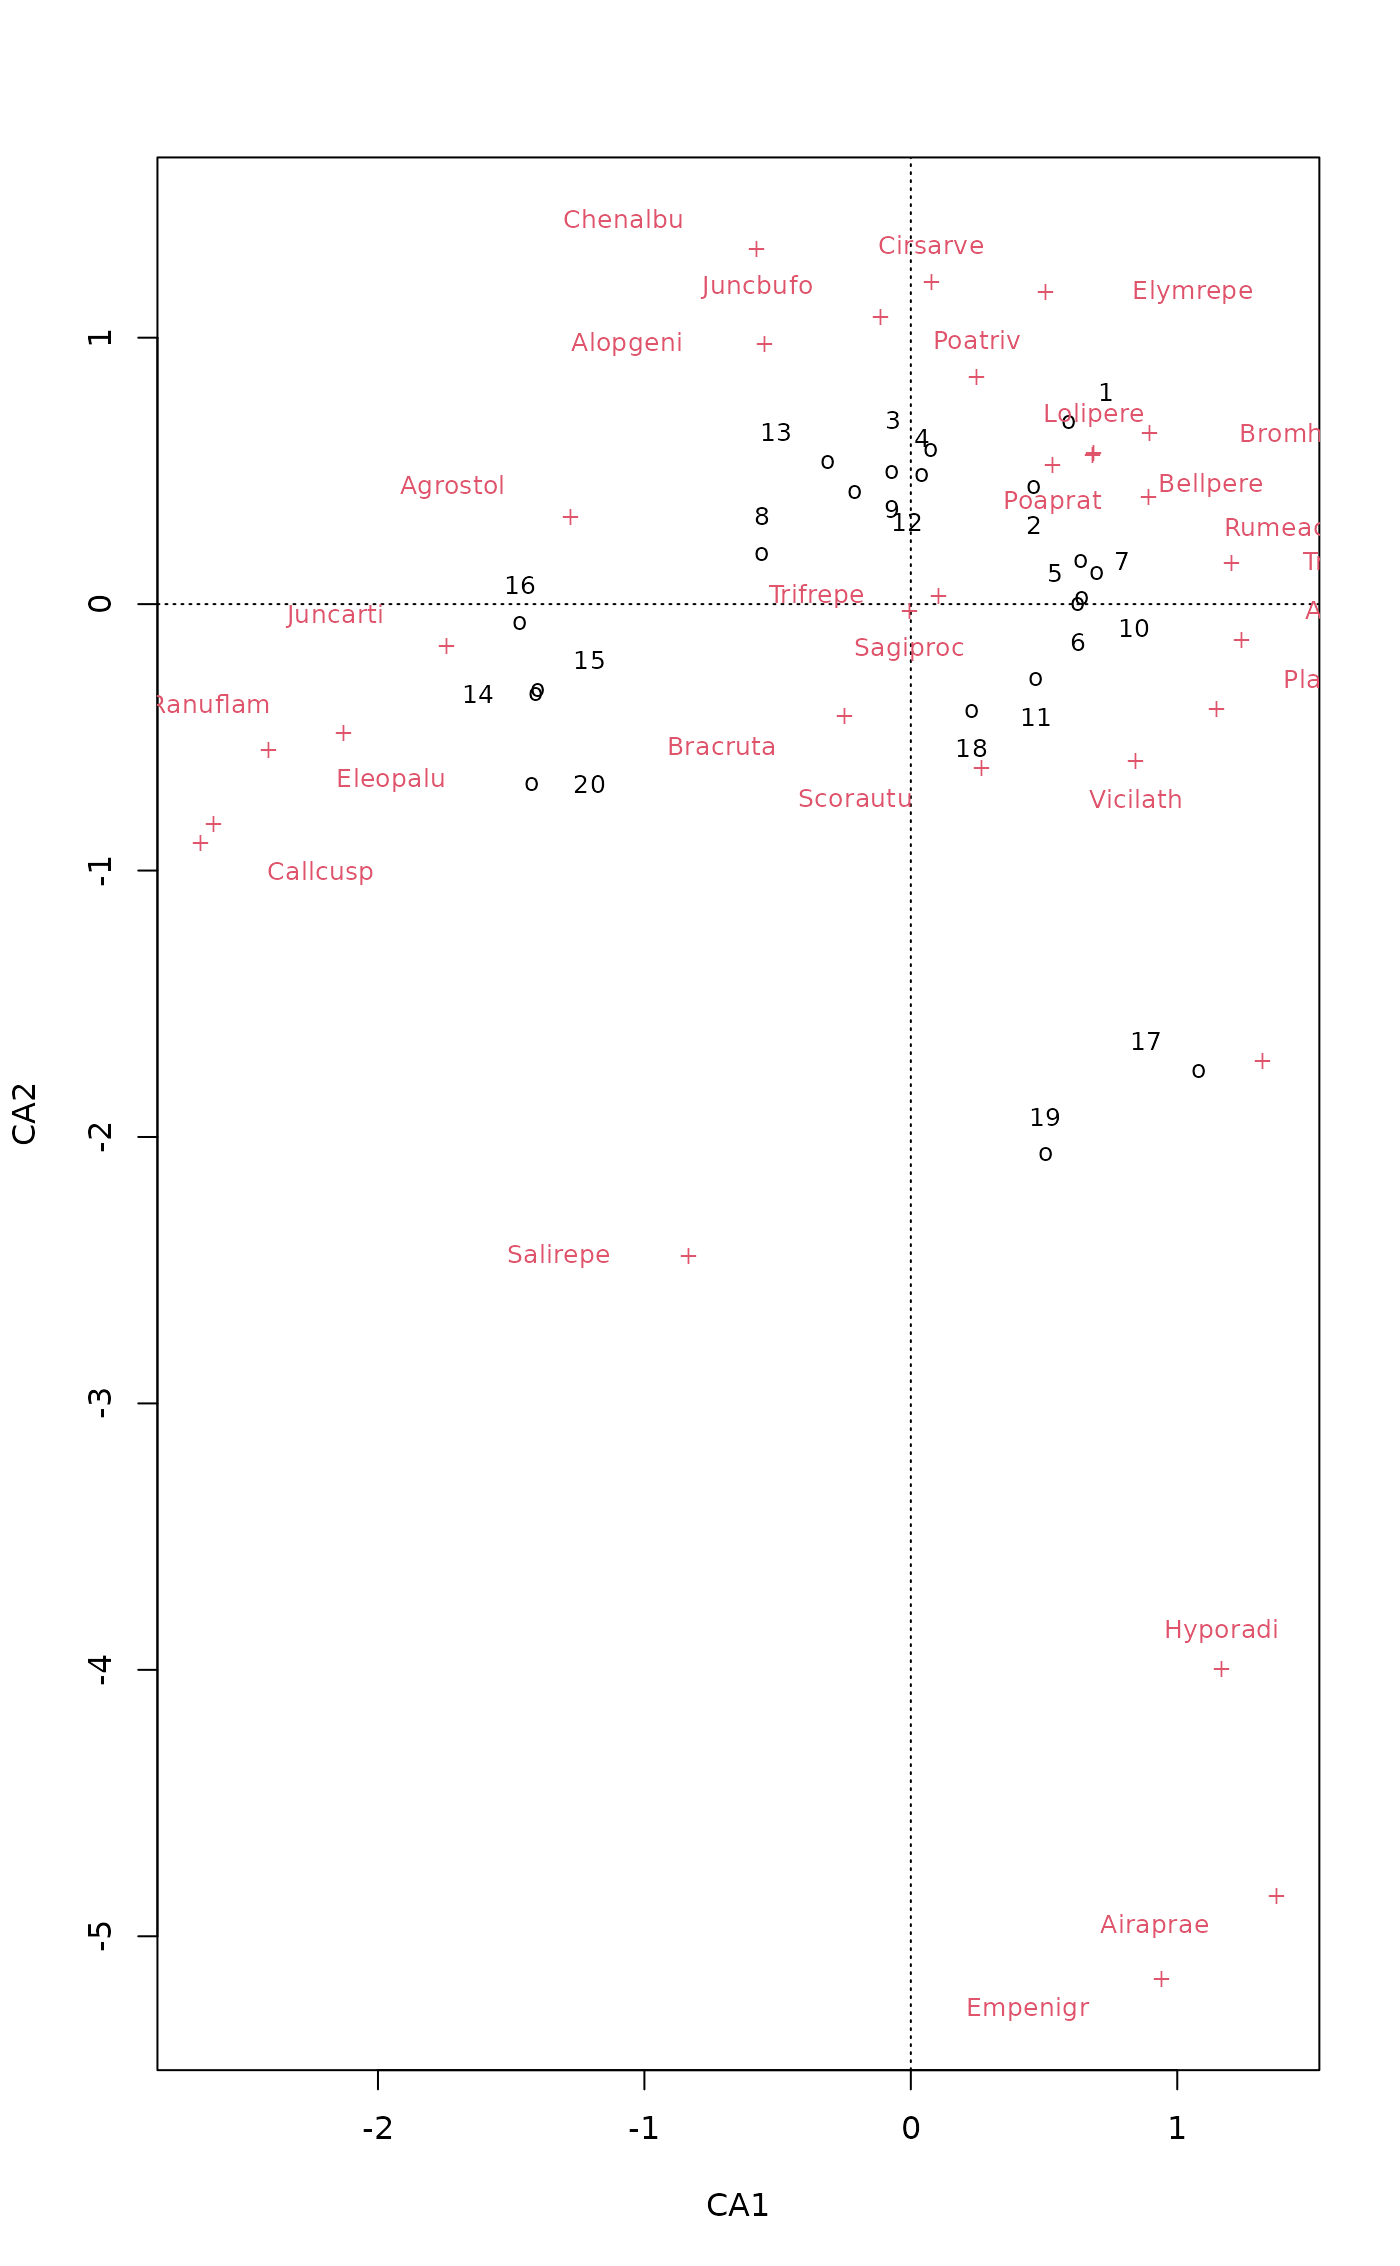 Chenalbu
Cirsarve
Juncbufo
Elymrepe
Alopgeni
Poatriv
1
Lolipere
3
13
4
Bromh
Agrostol
Bellpere
Poaprat
9
8
12
2
Rumeac
7
5
16
Trifrepe
Juncarti
A
10
6
Sagiproc
15
Pla
14
Ranuflam
11
Bracruta
18
Eleopalu
20
Scorautu
Vicilath
Callcusp
17
19
Salirepe
Hyporadi
Airaprae
Empenigr
1
0
-1
-2
-3
-4
-5
CA2
-2 -1 0 1
CA1